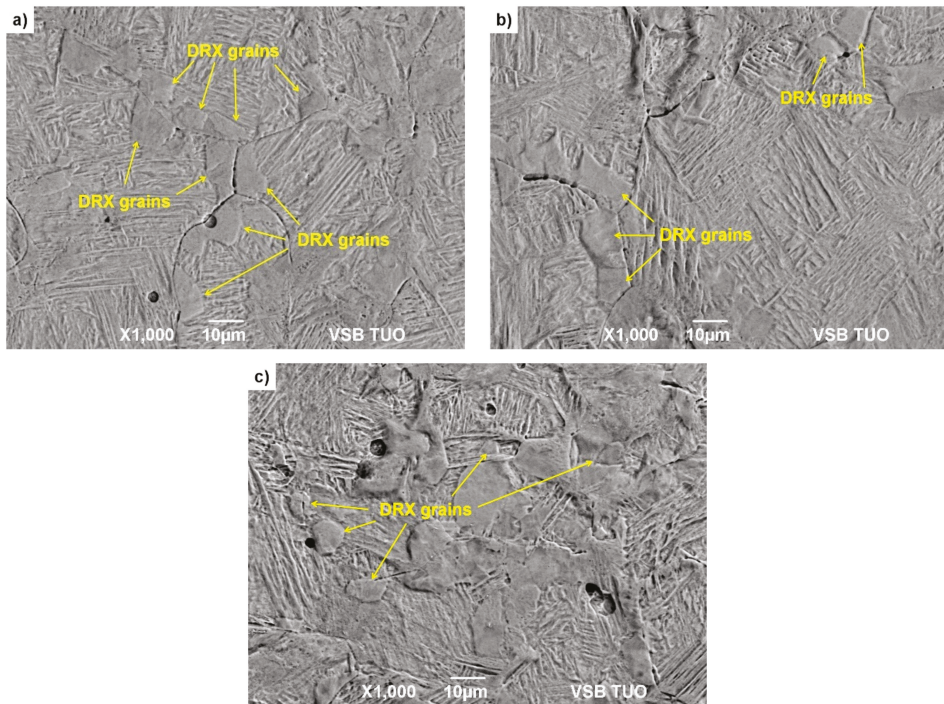 a)
DRX grains
DRX grains
DRX grains
X1,000 10µm VSB TUO
b)
DRX grains
DRX grains
X1,000 10µm VSB TUO
c)
DRX grains
X1,000 10µm VSB TUO